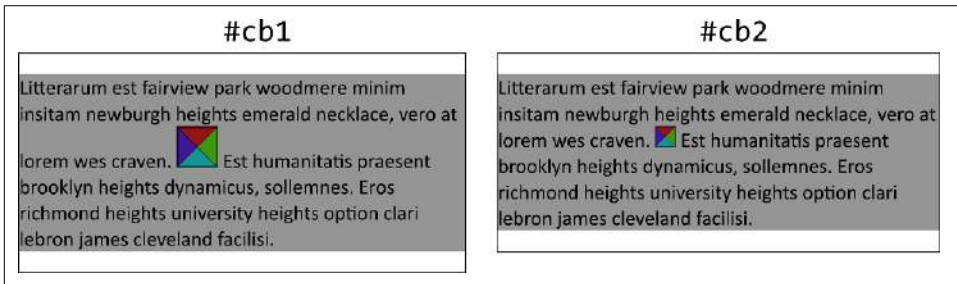 #cb1
Litterarum est fairview park woodmere minim
insitam newburgh heights emerald necklace, vero at
lorem wes craven. Est humanitatis praesent
brooklyn heights dynamicus, sollemnes. Eros
richmond heights university heights option clari
lebron james cleveland facilisi.
#cb2
Litterarum est fairview park woodmere minim
insitam newburgh heights emerald necklace, vero at
lorem wes craven. Est humanitatis praesent
brooklyn heights dynamicus, sollemnes. Eros
richmond heights university heights option clari
lebron james cleveland facilisi.